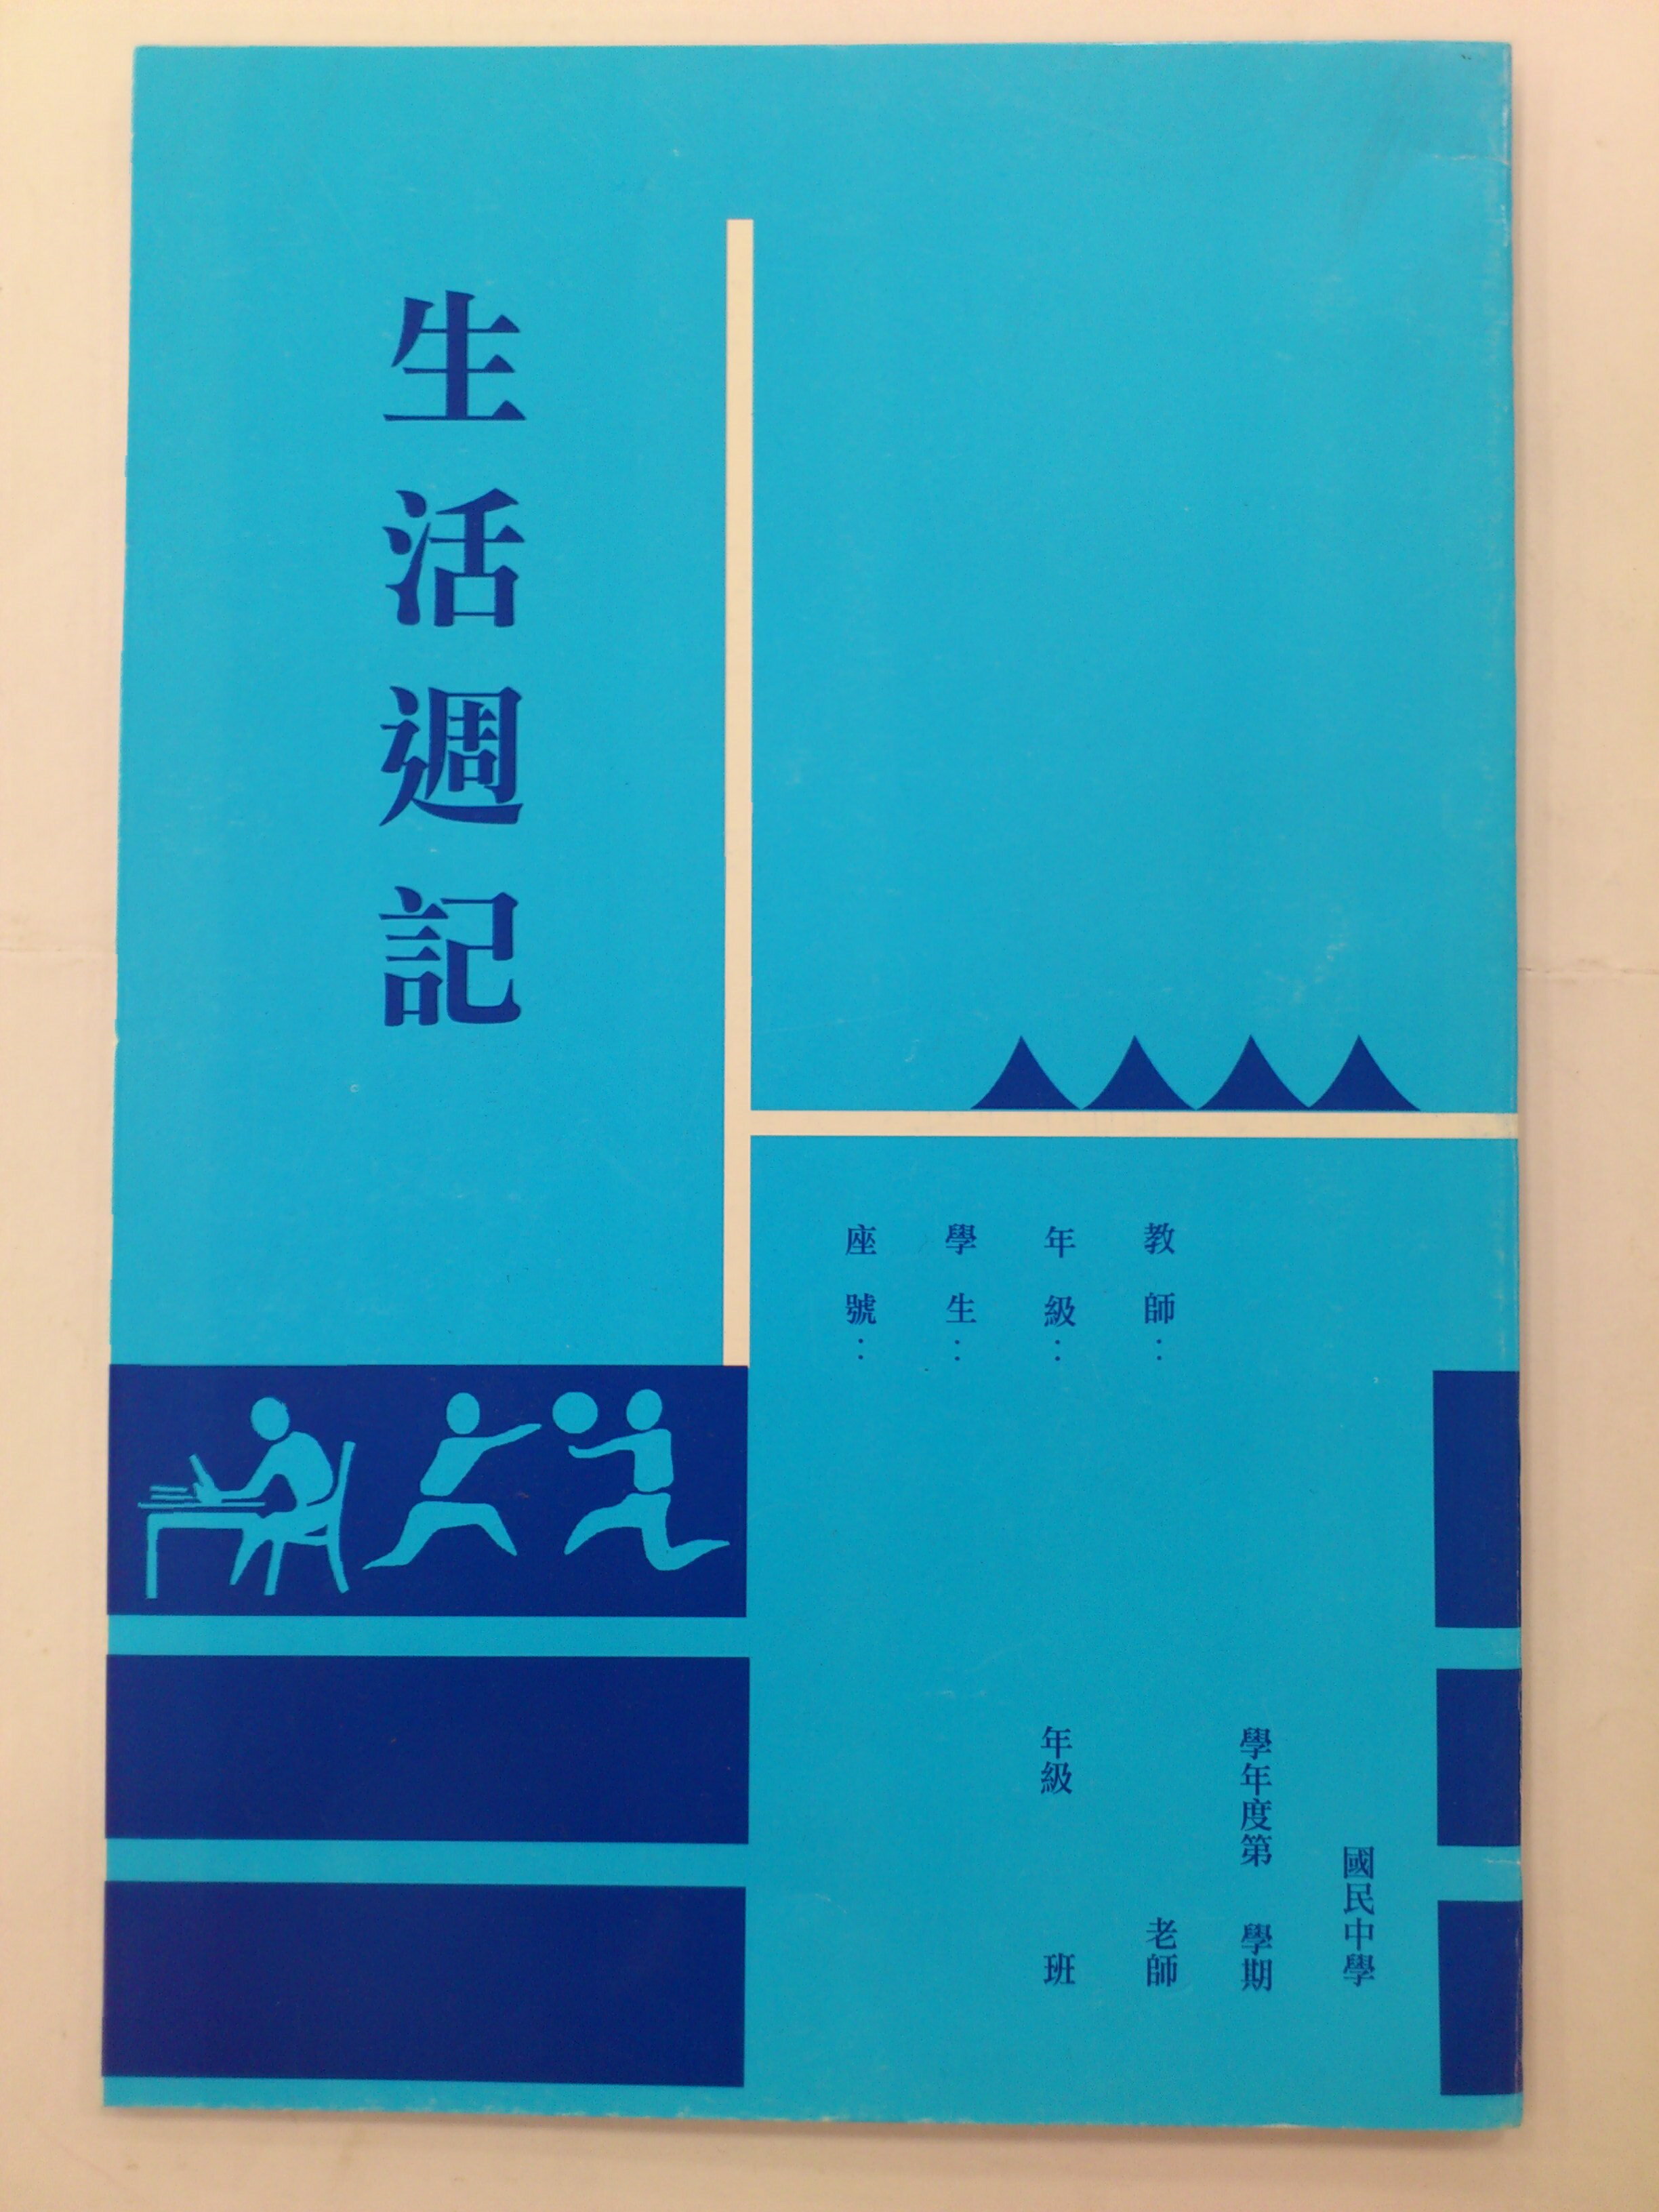 國民中學
學年度第 學期
教師： 老師
年級： 年級 班
學生：
座號：
生活週記